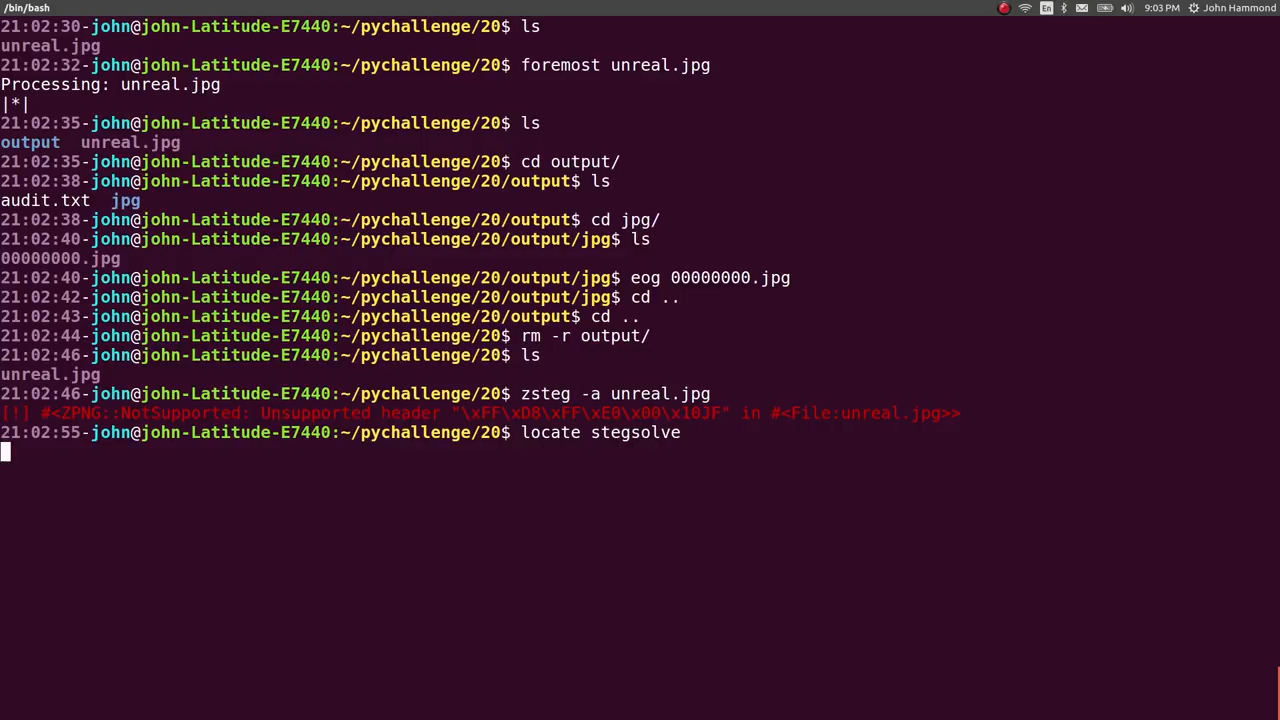 /bin/bash En 9:03 PM John Hammond
21:02:30-john@john-Latitude-E7440:~/pychallenge/20$ ls
unreal.jpg
21:02:32-john@john-Latitude-E7440:~/pychallenge/20$ foremost unreal.jpg
Processing: unreal.jpg
|*|
21:02:35-john@john-Latitude-E7440:~/pychallenge/20$ ls
output  unreal.jpg
21:02:35-john@john-Latitude-E7440:~/pychallenge/20$ cd output/
21:02:38-john@john-Latitude-E7440:~/pychallenge/20/output$ ls
audit.txt  jpg
21:02:38-john@john-Latitude-E7440:~/pychallenge/20/output$ cd jpg/
21:02:40-john@john-Latitude-E7440:~/pychallenge/20/output/jpg$ ls
00000000.jpg
21:02:40-john@john-Latitude-E7440:~/pychallenge/20/output/jpg$ eog 00000000.jpg
21:02:42-john@john-Latitude-E7440:~/pychallenge/20/output/jpg$ cd ..
21:02:43-john@john-Latitude-E7440:~/pychallenge/20/output$ cd ..
21:02:44-john@john-Latitude-E7440:~/pychallenge/20$ rm -r output/
21:02:46-john@john-Latitude-E7440:~/pychallenge/20$ ls
unreal.jpg
21:02:46-john@john-Latitude-E7440:~/pychallenge/20$ zsteg -a unreal.jpg
[!] #<ZPNG::NotSupported: Unsupported header "\xFF\xD8\xFF\xE0\x00\x10JF" in #<File:unreal.jpg>>
21:02:55-john@john-Latitude-E7440:~/pychallenge/20$ locate stegsolve